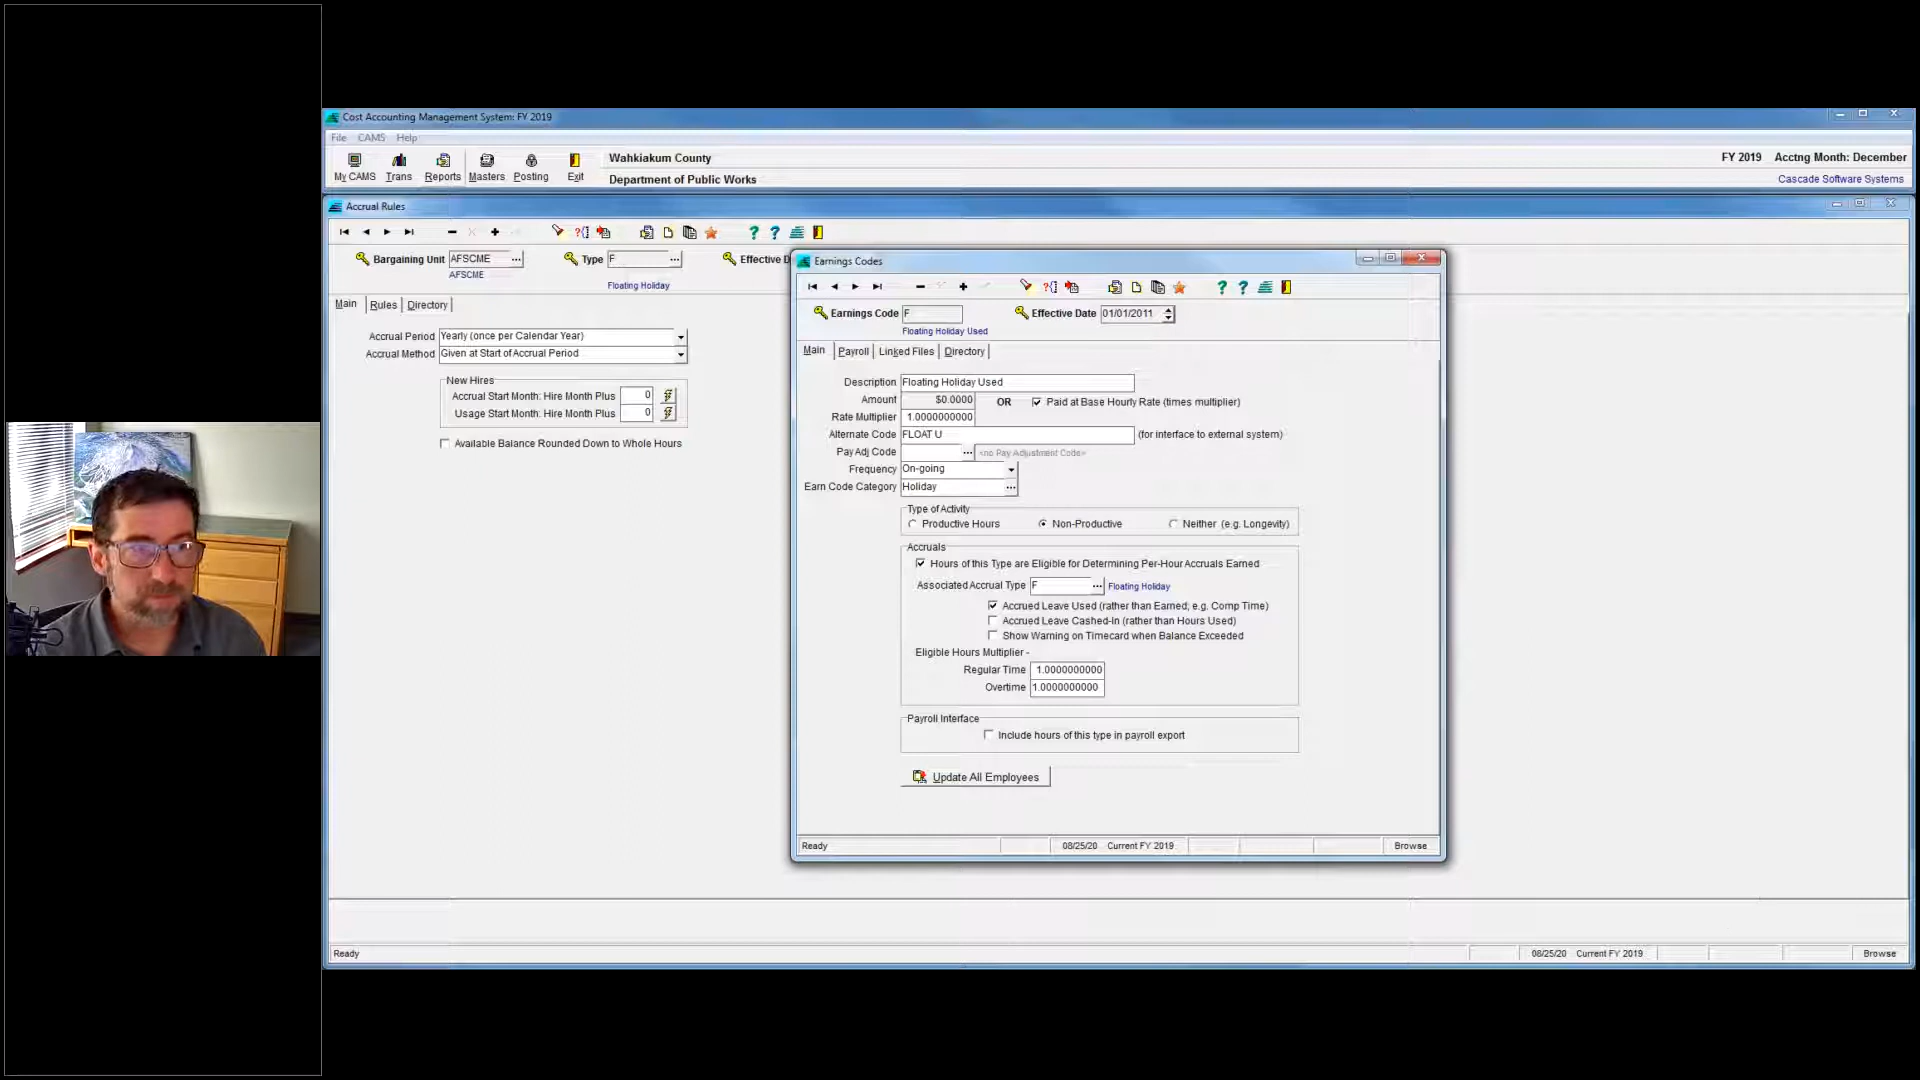 Cost Accounting Management System: FY 2019
File CAMS Help
My CAMS Trans Reports Masters Posting Exit
Wahkiakum County
Department of Public Works
FY 2019 Acctng Month: December
Cascade Software Systems
Accrual Rules
Bargaining Unit AFSCME
AFSCME
Type F
Floating Holiday
Effective D
Main Rules Directory
Accrual Period Yearly (once per Calendar Year)
Accrual Method Given at Start of Accrual Period
New Hires
Accrual Start Month: Hire Month Plus 0
Usage Start Month: Hire Month Plus 0
Available Balance Rounded Down to Whole Hours
Earnings Codes
Earnings Code F
Floating Holiday Used
Effective Date 01/01/2011
Main Payroll Linked Files Directory
Description Floating Holiday Used
Amount $0.0000 OR Paid at Base Hourly Rate (times multiplier)
Rate Multiplier 1.0000000000
Alternate Code FLOAT U (for interface to external system)
Pay Adj Code <no Pay Adjustment Code>
Frequency On-going
Earn Code Category Holiday
Type of Activity
Productive Hours Non-Productive Neither (e.g. Longevity)
Accruals
Hours of this Type are Eligible for Determining Per-Hour Accruals Earned
Associated Accrual Type F Floating Holiday
Accrued Leave Used (rather than Earned; e.g. Comp Time)
Accrued Leave Cashed-In (rather than Hours Used)
Show Warning on Timecard when Balance Exceeded
Eligible Hours Multiplier -
Regular Time 1.0000000000
Overtime 1.0000000000
Payroll Interface
Include hours of this type in payroll export
Update All Employees
Ready 08/25/20 Current FY 2019 Browse
Ready 08/25/20 Current FY 2019 Browse